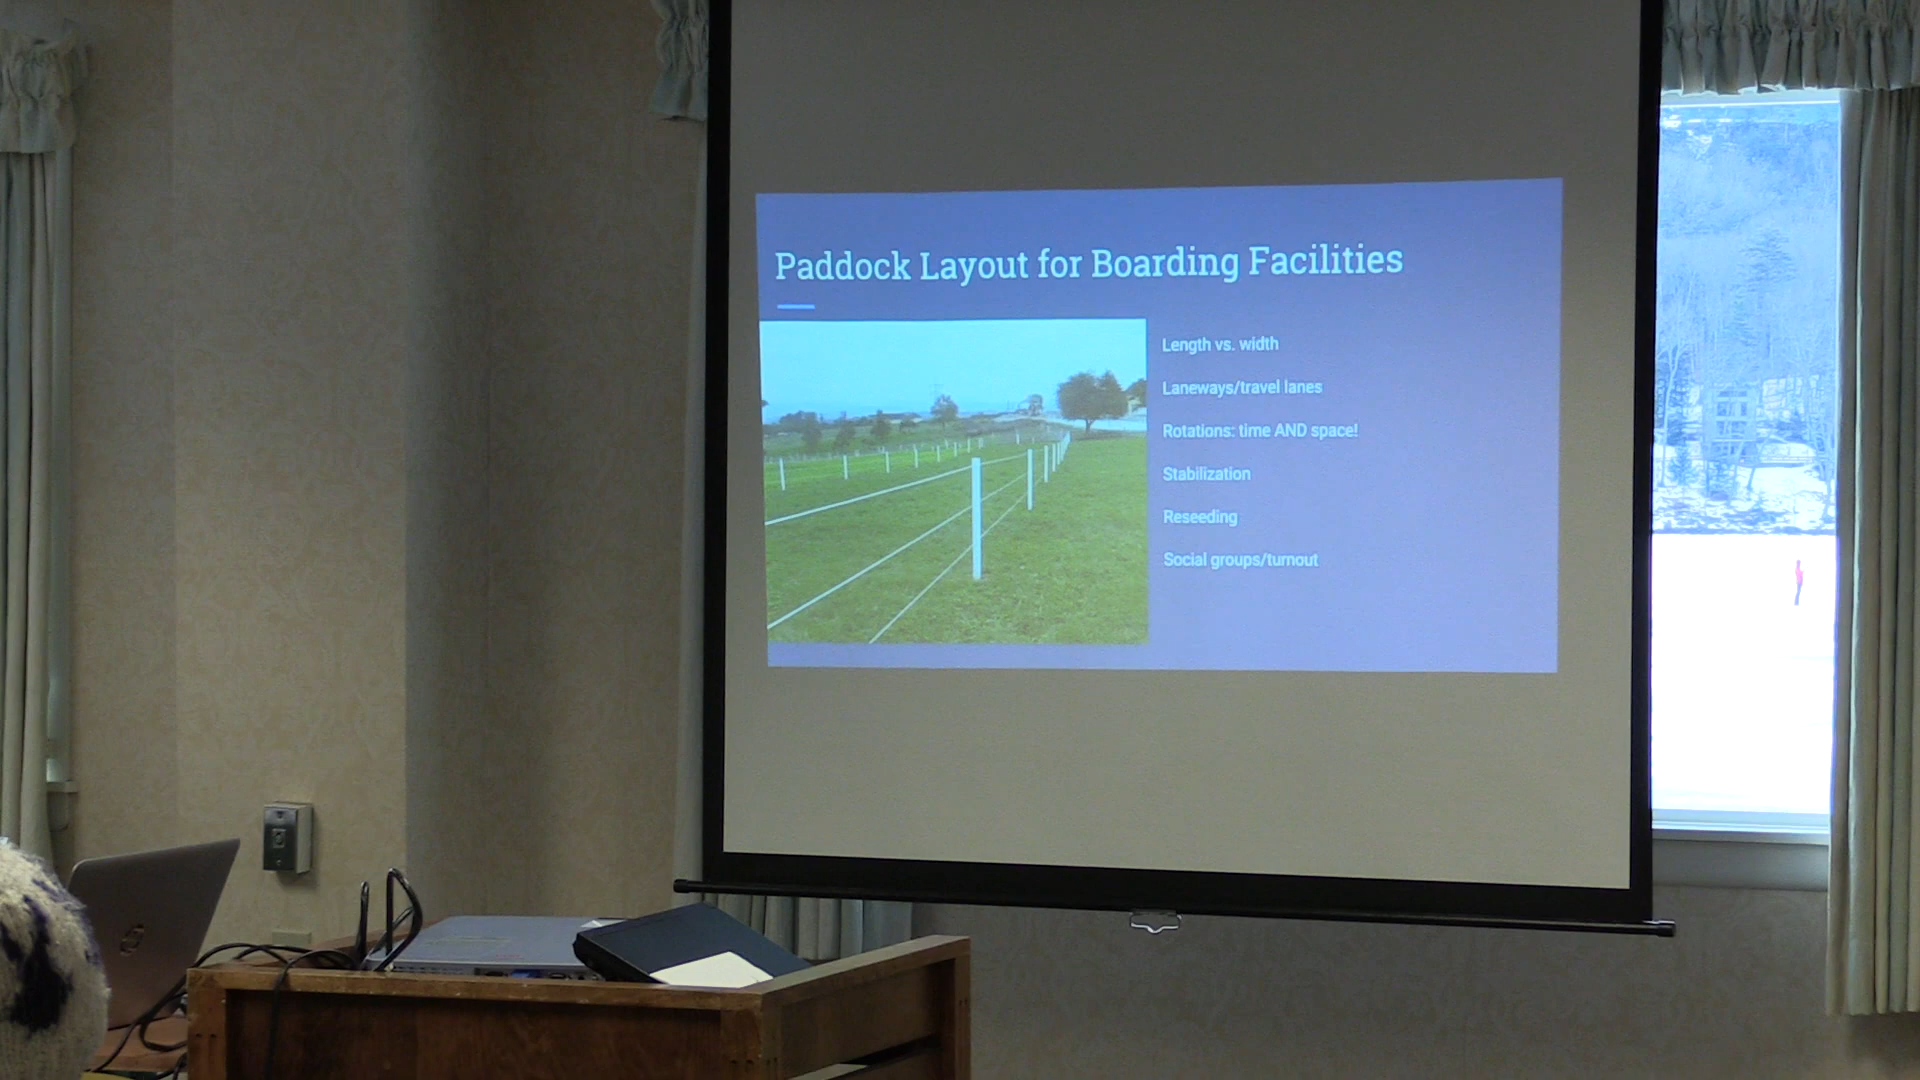 Paddock Layout for Boarding Facilities
Length vs. width
Laneways/travel lanes
Rotations: time AND space!
Stabilization
Reseeding
Social groups/turnout